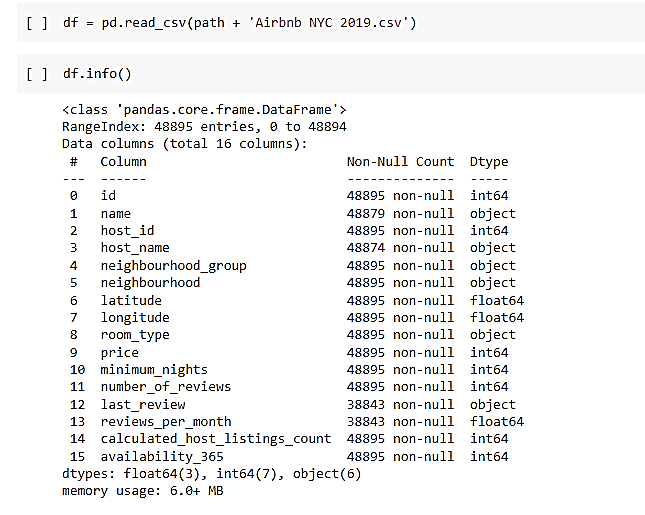 [ ] df = pd.read_csv(path + 'Airbnb NYC 2019.csv')
[ ] df.info()
<class 'pandas.core.frame.DataFrame'>
RangeIndex: 48895 entries, 0 to 48894
Data columns (total 16 columns):
 #   Column                          Non-Null Count  Dtype
---  ------                          --------------  -----
 0   id                              48895 non-null  int64
 1   name                            48879 non-null  object
 2   host_id                         48895 non-null  int64
 3   host_name                       48874 non-null  object
 4   neighbourhood_group             48895 non-null  object
 5   neighbourhood                   48895 non-null  object
 6   latitude                        48895 non-null  float64
 7   longitude                       48895 non-null  float64
 8   room_type                       48895 non-null  object
 9   price                           48895 non-null  int64
 10  minimum_nights                  48895 non-null  int64
 11  number_of_reviews               48895 non-null  int64
 12  last_review                     38843 non-null  object
 13  reviews_per_month               38843 non-null  float64
 14  calculated_host_listings_count  48895 non-null  int64
 15  availability_365                48895 non-null  int64
dtypes: float64(3), int64(7), object(6)
memory usage: 6.0+ MB